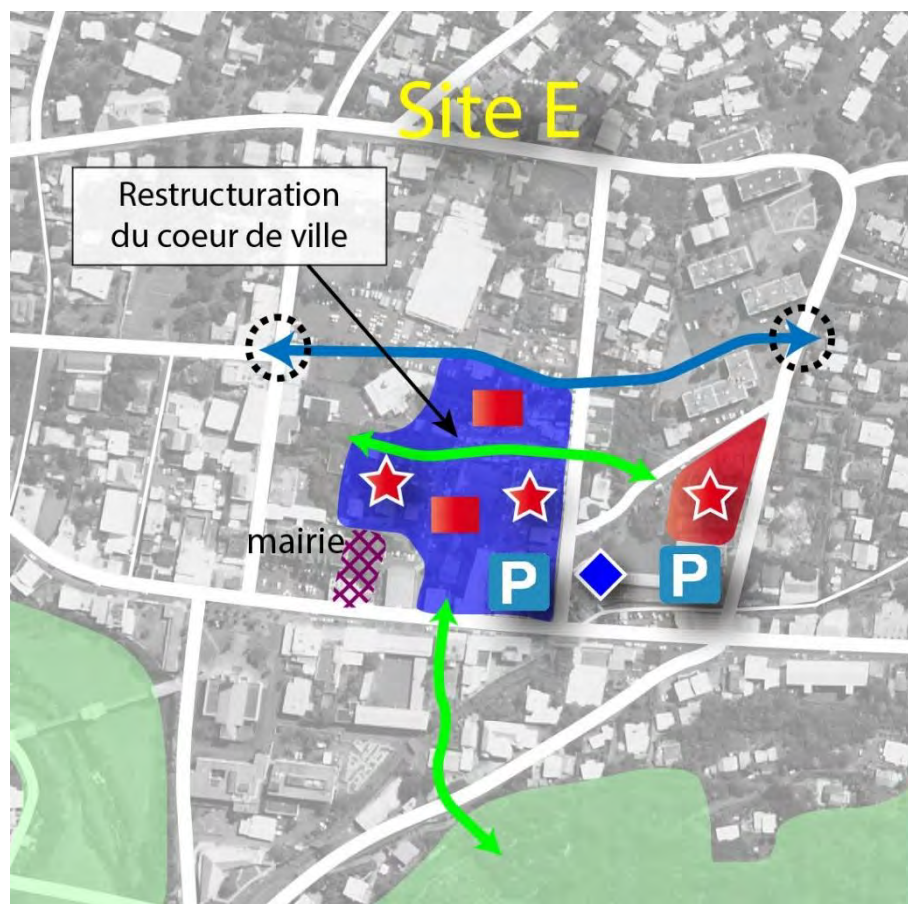 Site E
Restructuration
du coeur de ville
mairie
P
P